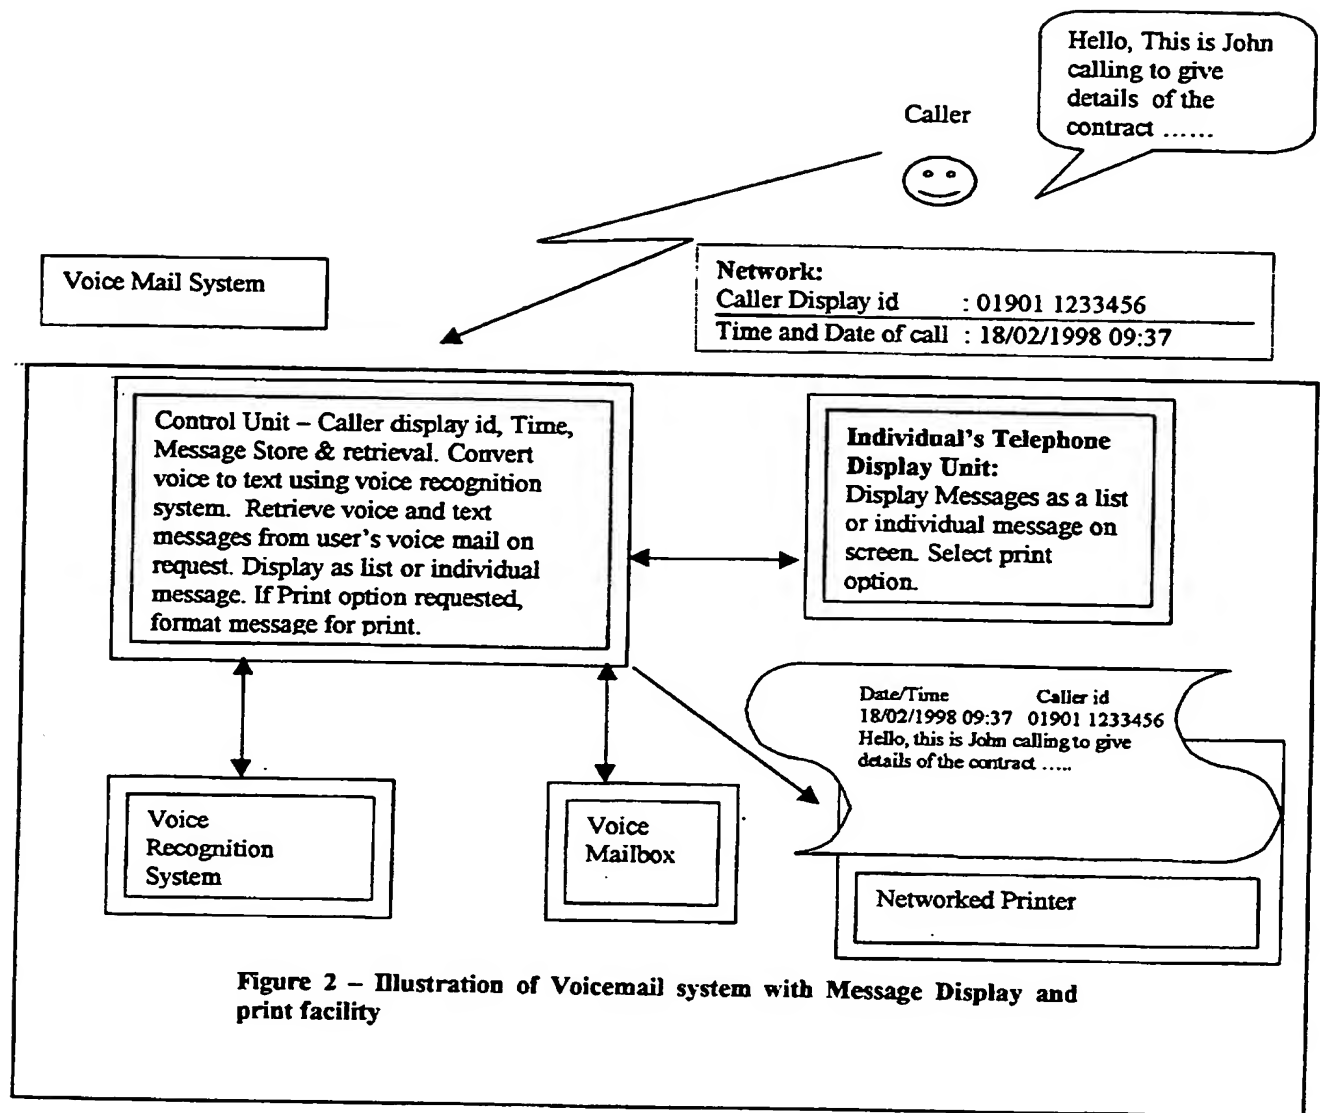 Hello, This is John
calling to give
details of the
contract ......
Caller
Voice Mail System
Network:
Caller Display id : 01901 1233456
Time and Date of call : 18/02/1998 09:37
Control Unit – Caller display id, Time,
Message Store & retrieval. Convert
voice to text using voice recognition
system. Retrieve voice and text
messages from user's voice mail on
request. Display as list or individual
message. If Print option requested,
format message for print.
Individual's Telephone
Display Unit:
Display Messages as a list
or individual message on
screen. Select print
option.
Date/Time Caller id
18/02/1998 09:37 01901 1233456
Hello, this is John calling to give
details of the contract .....
Voice
Recognition
System
Voice
Mailbox
Networked Printer
Figure 2 – Illustration of Voicemail system with Message Display and
print facility